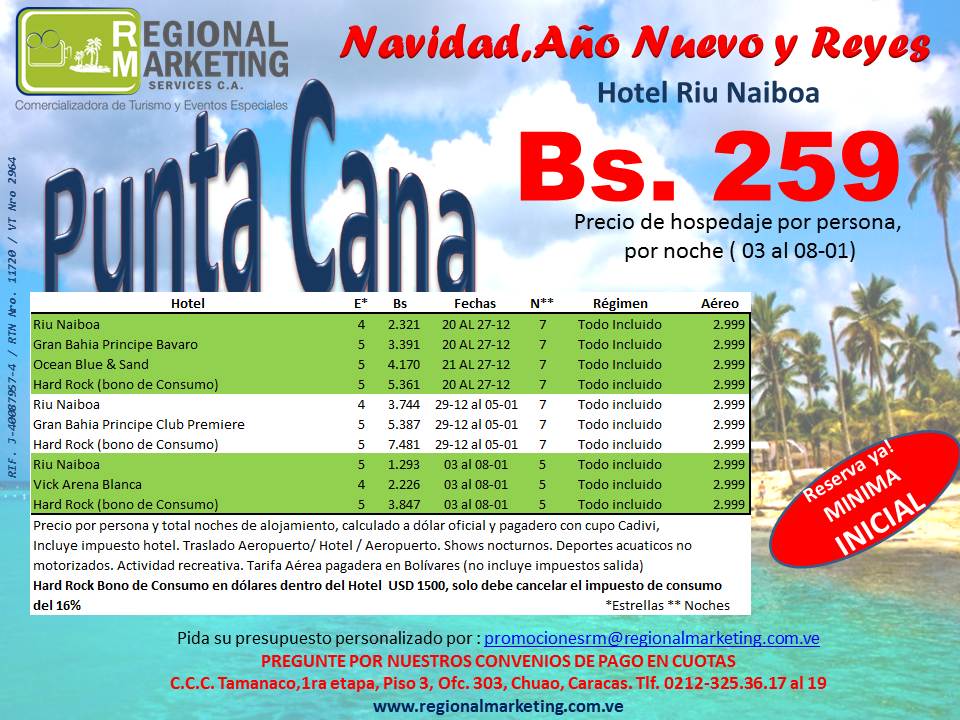 REGIONAL
MARKETING
SERVICES C.A.
RM
Comercializadora de Turismo y Eventos Especiales
Navidad,Año Nuevo y Reyes
Hotel Riu Naiboa
Bs. 259
Precio de hospedaje por persona,
por noche ( 03 al 08-01)
Punta Cana
RIF. J-40087957-4 / RTN Nro. 11720 / VT Nro 2964
Hotel E* Bs Fechas N** Régimen Aéreo
Riu Naiboa 4 2.321 20 AL 27-12 7 Todo Incluido 2.999
Gran Bahia Principe Bavaro 5 3.391 20 AL 27-12 7 Todo Incluido 2.999
Ocean Blue & Sand 5 4.170 21 AL 27-12 7 Todo Incluido 2.999
Hard Rock (bono de Consumo) 5 5.361 20 AL 27-12 7 Todo Incluido 2.999
Riu Naiboa 4 3.744 29-12 al 05-01 7 Todo incluido 2.999
Gran Bahia Principe Club Premiere 5 5.387 29-12 al 05-01 7 Todo incluido 2.999
Hard Rock (bono de Consumo) 5 7.481 29-12 al 05-01 7 Todo incluido 2.999
Riu Naiboa 5 1.293 03 al 08-01 5 Todo incluido 2.999
Vick Arena Blanca 4 2.226 03 al 08-01 5 Todo incluido 2.999
Hard Rock (bono de Consumo) 5 3.847 03 al 08-01 5 Todo incluido 2.999
Precio por persona y total noches de alojamiento, calculado a dólar oficial y pagadero con cupo Cadivi,
Incluye impuesto hotel. Traslado Aeropuerto/ Hotel / Aeropuerto. Shows nocturnos. Deportes acuaticos no
motorizados. Actividad recreativa. Tarifa Aérea pagadera en Bolívares (no incluye impuestos salida)
Hard Rock Bono de Consumo en dólares dentro del Hotel USD 1500, solo debe cancelar el impuesto de consumo
del 16% *Estrellas ** Noches
Reserva ya!
MINIMA
INICIAL
Pida su presupuesto personalizado por : promocionesrm@regionalmarketing.com.ve
PREGUNTE POR NUESTROS CONVENIOS DE PAGO EN CUOTAS
C.C.C. Tamanaco,1ra etapa, Piso 3, Ofc. 303, Chuao, Caracas. Tlf. 0212-325.36.17 al 19
www.regionalmarketing.com.ve